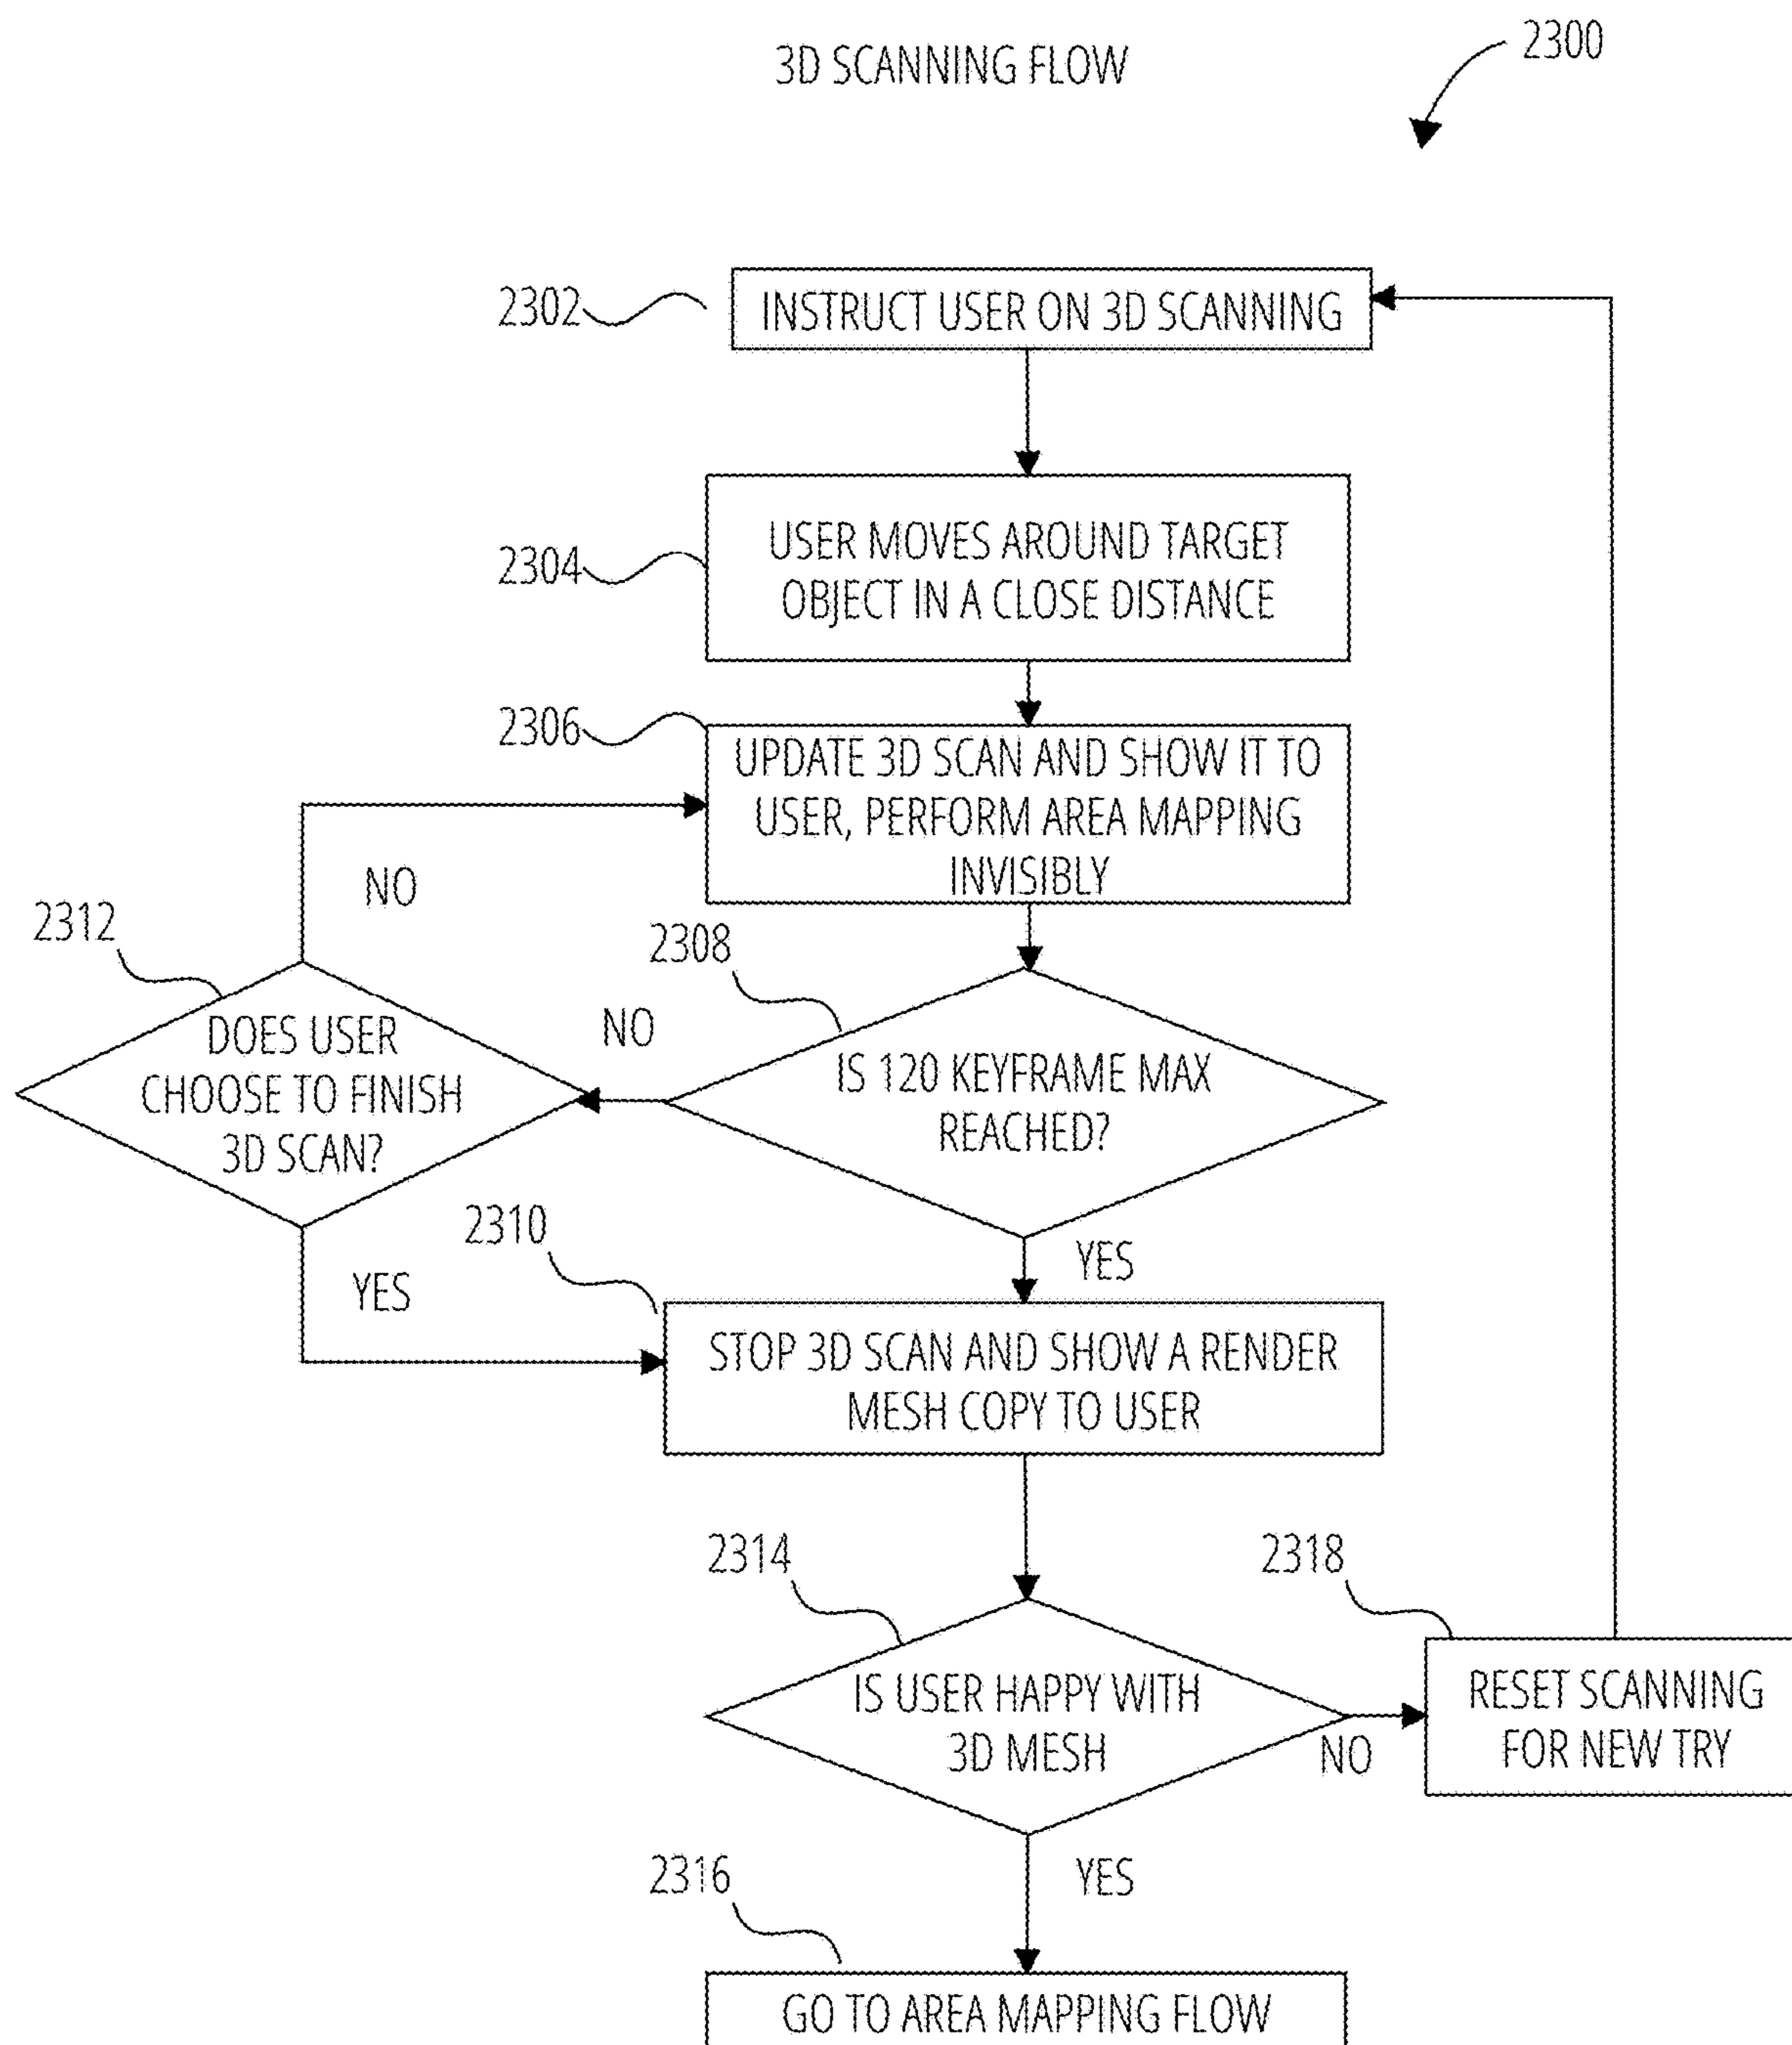 3D SCANNING FLOW
2300
2302
INSTRUCT USER ON 3D SCANNING
2304
USER MOVES AROUND TARGET
OBJECT IN A CLOSE DISTANCE
2306
UPDATE 3D SCAN AND SHOW IT TO
USER, PERFORM AREA MAPPING
INVISIBLY
NO
2312
2308
DOES USER
CHOOSE TO FINISH
3D SCAN?
NO
IS 120 KEYFRAME MAX
REACHED?
2310
YES
YES
STOP 3D SCAN AND SHOW A RENDER
MESH COPY TO USER
2314
2318
IS USER HAPPY WITH
3D MESH
NO
RESET SCANNING
FOR NEW TRY
2316
YES
GO TO AREA MAPPING FLOW